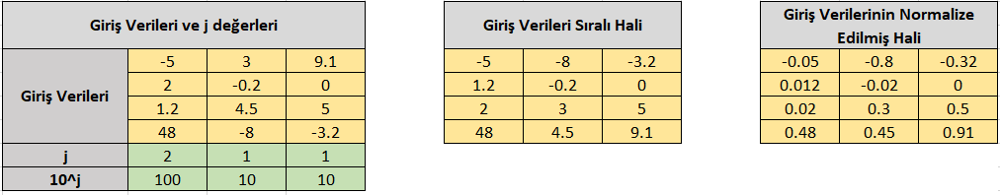 Giriş Verileri ve j değerleri
Giriş Verileri
-5 3 9.1
2 -0.2 0
1.2 4.5 5
48 -8 -3.2
j 2 1 1
10^j 100 10 10
Giriş Verileri Sıralı Hali
-5 -8 -3.2
1.2 -0.2 0
2 3 5
48 4.5 9.1
Giriş Verilerinin Normalize
Edilmiş Hali
-0.05 -0.8 -0.32
0.012 -0.02 0
0.02 0.3 0.5
0.48 0.45 0.91